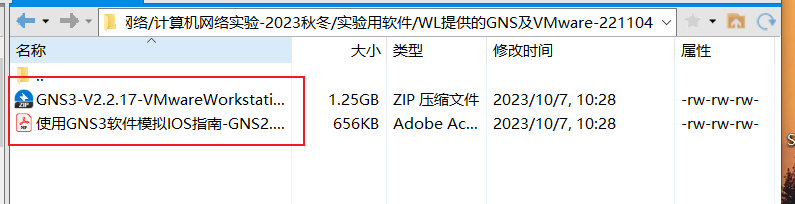 网络/计算机网络实验-2023秋冬/实验用软件/WL提供的GNS及VMware-221104
名称 大小 类型 修改时间 属性
..
GNS3-V2.2.17-VMwareWorkstati... 1.25GB ZIP 压缩文件 2023/10/7, 10:28 -rw-rw-rw-
使用GNS3软件模拟IOS指南-GNS2.... 656KB Adobe Ac... 2023/10/7, 10:28 -rw-rw-rw-